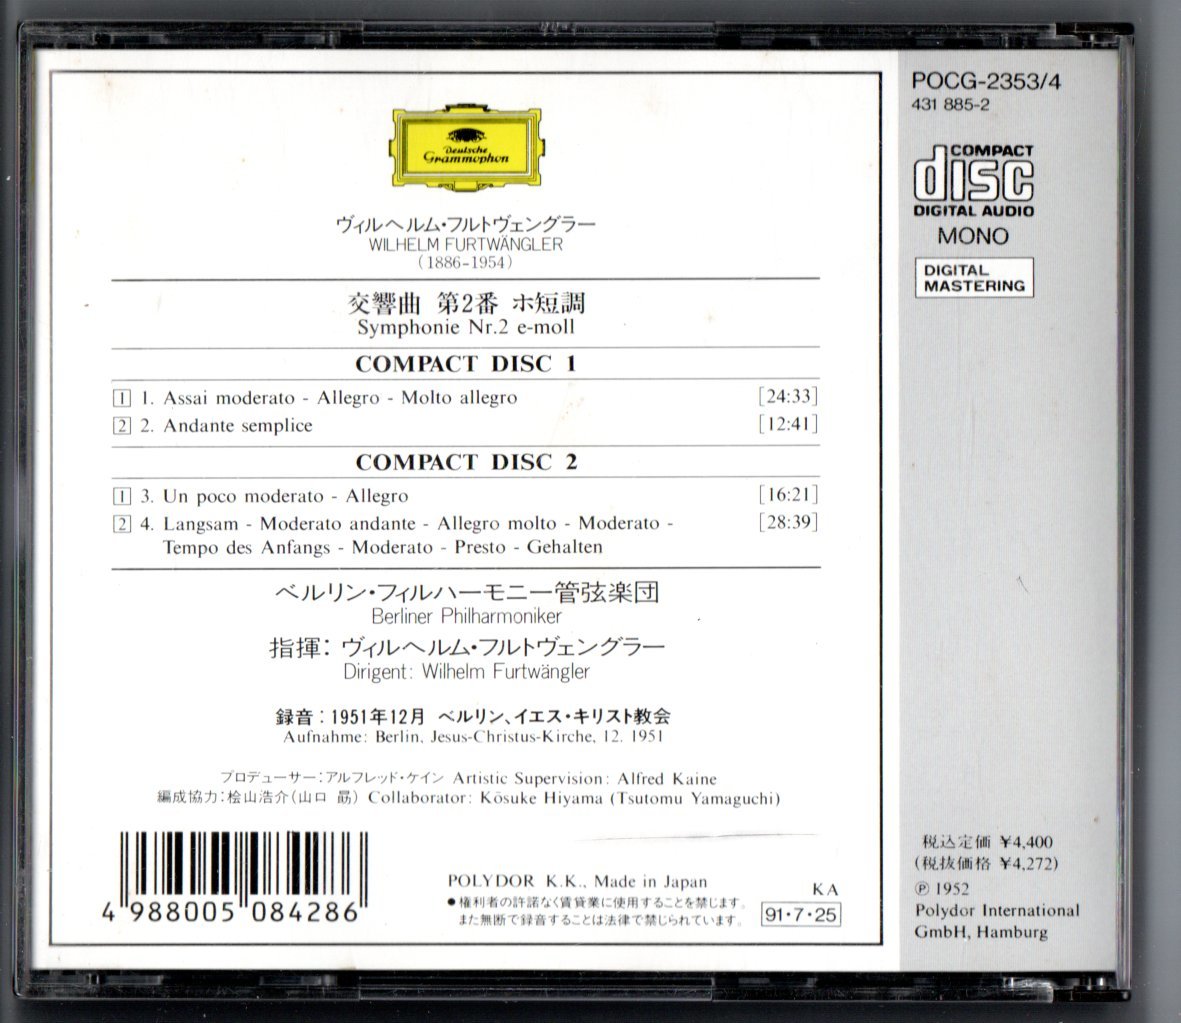 Deutsche
Grammophon
ヴィルヘルム・フルトヴェングラー
WILHELM FURTWÄNGLER
(1886-1954)
交響曲 第2番 ホ短調
Symphonie Nr.2 e-moll
COMPACT DISC 1
1 1. Assai moderato - Allegro - Molto allegro [24:33]
2 2. Andante semplice [12:41]
COMPACT DISC 2
1 3. Un poco moderato - Allegro [16:21]
2 4. Langsam - Moderato andante - Allegro molto - Moderato - [28:39]
Tempo des Anfangs - Moderato - Presto - Gehalten
ベルリン・フィルハーモニー管弦楽団
Berliner Philharmoniker
指揮: ヴィルヘルム・フルトヴェングラー
Dirigent: Wilhelm Furtwängler
録音:1951年12月 ベルリン、イエス・キリスト教会
Aufnahme: Berlin, Jesus-Christus-Kirche, 12. 1951
プロデューサー:アルフレッド・ケイン Artistic Supervision: Alfred Kaine
編成協力:桧山浩介(山口 勗) Collaborator: Kōsuke Hiyama (Tsutomu Yamaguchi)
4 988005 084286
POLYDOR K.K., Made in Japan
●権利者の許諾なく賃貸業に使用することを禁じます。
また無断で録音することは法律で禁じられています。
KA
91・7・25
POCG-2353/4
431 885-2
COMPACT
disc
DIGITAL AUDIO
MONO
DIGITAL
MASTERING
税込定価 ¥4,400
(税抜価格 ¥4,272)
℗ 1952
Polydor International
GmbH, Hamburg